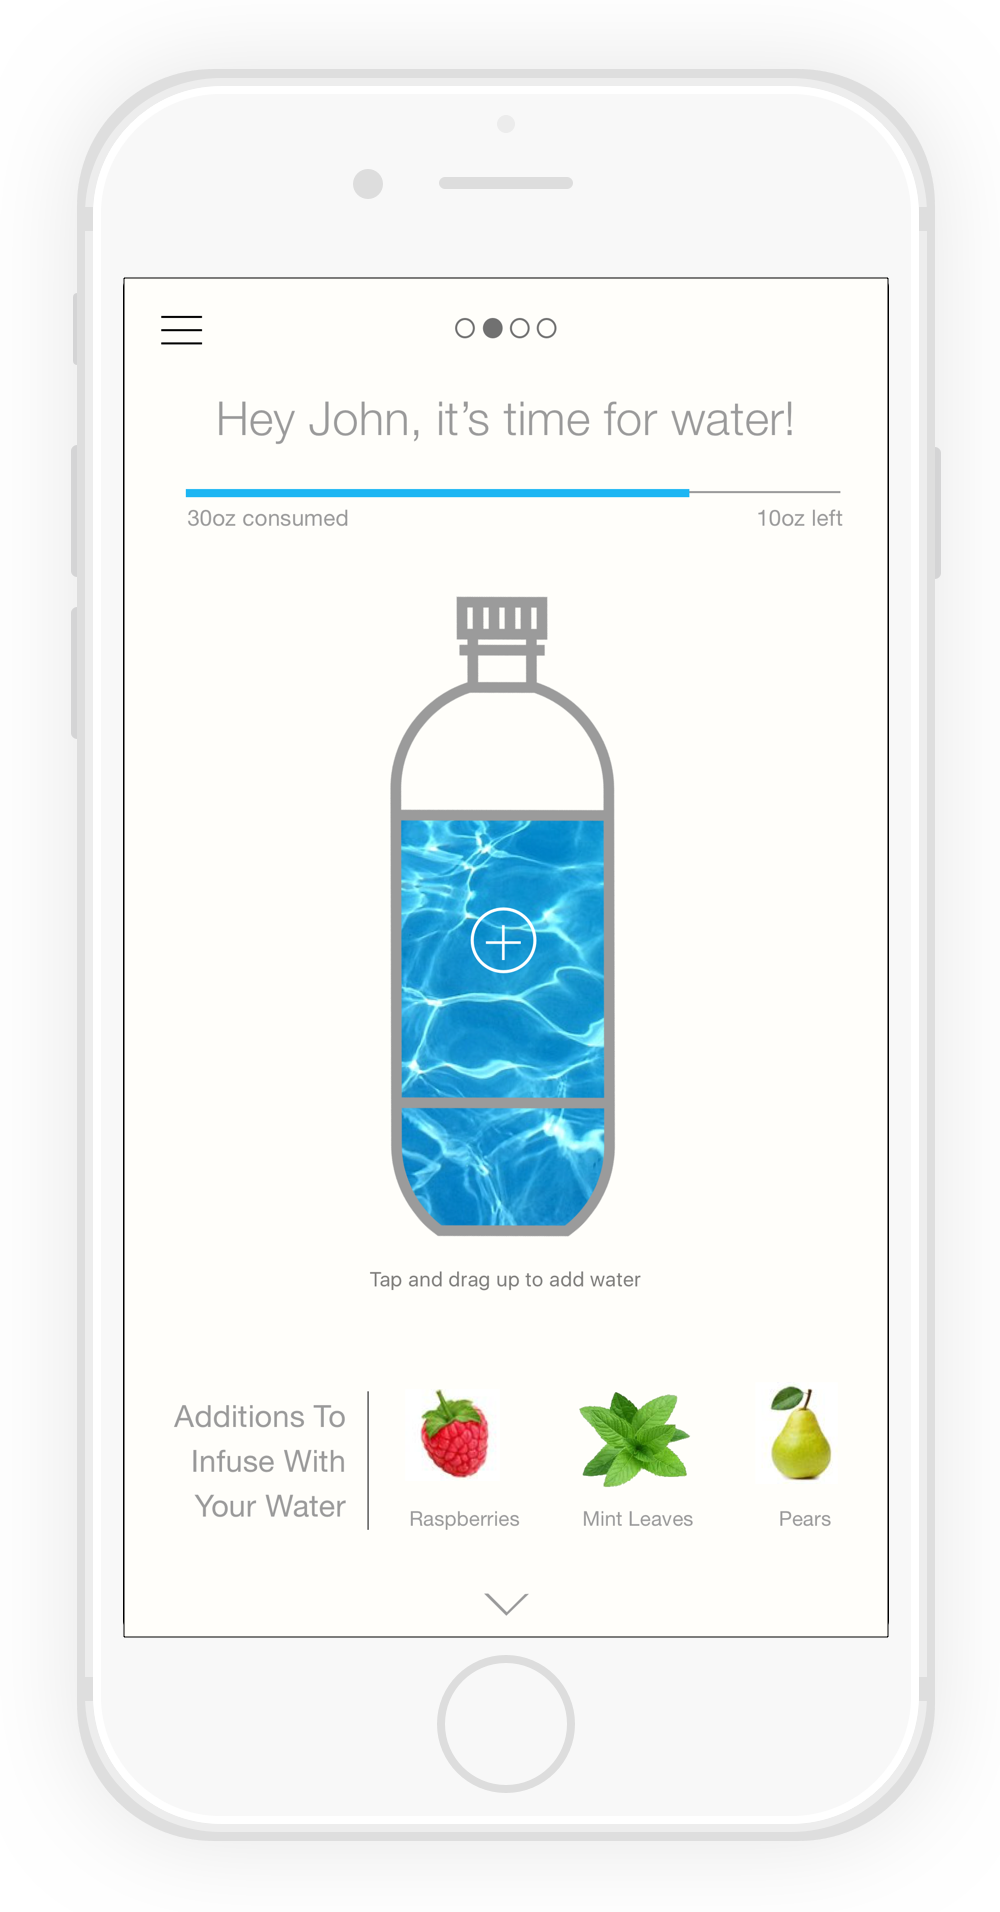 Hey John, it’s time for water!
30oz consumed
10oz left
Tap and drag up to add water
Additions To
Infuse With
Your Water
Raspberries
Mint Leaves
Pears